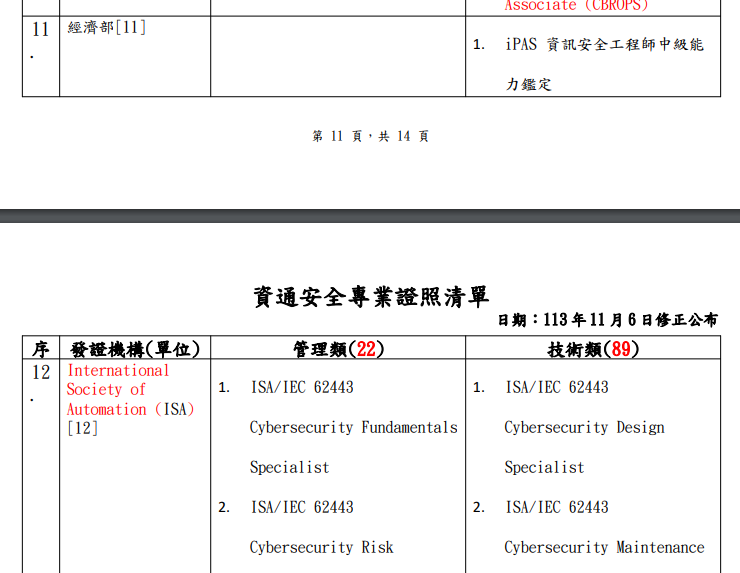 Associate (CBROPS)
11
.
經濟部[11]
1. iPAS 資訊安全工程師中級能
力鑑定
第 11 頁，共 14 頁
資通安全專業證照清單
日期：113年11月6日修正公布
序 發證機構(單位) 管理類(22) 技術類(89)
12
.
International
Society of
Automation (ISA)
[12]
1. ISA/IEC 62443
Cybersecurity Fundamentals
Specialist
2. ISA/IEC 62443
Cybersecurity Risk
1. ISA/IEC 62443
Cybersecurity Design
Specialist
2. ISA/IEC 62443
Cybersecurity Maintenance